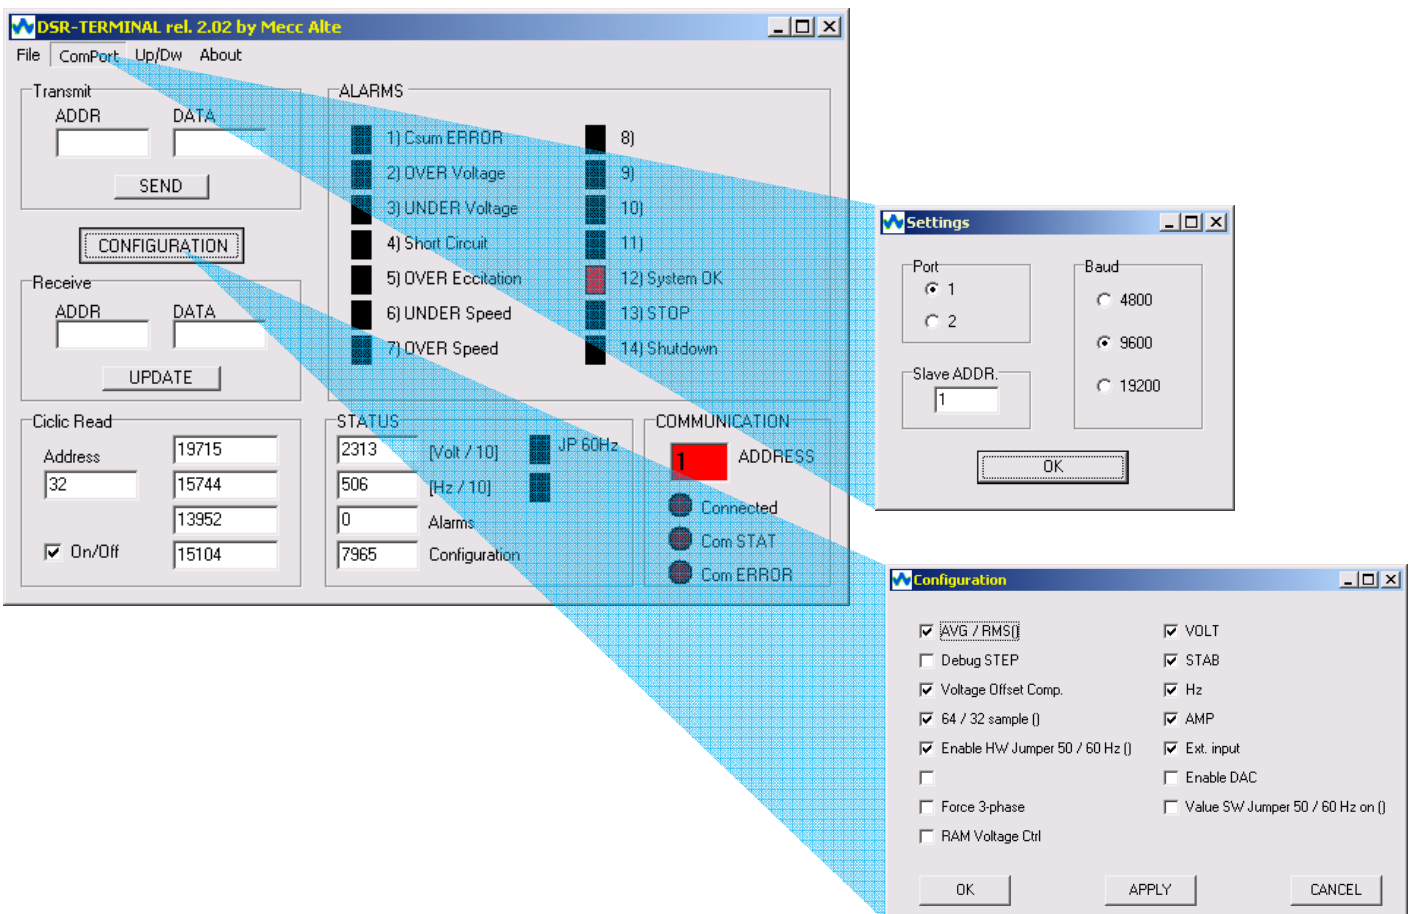 DSR-TERMINAL rel. 2.02 by Mecc Alte
File ComPort Up/Dw About
Transmit
ADDR DATA
SEND
CONFIGURATION
Receive
ADDR DATA
UPDATE
ALARMS
1) Csum ERROR
2) OVER Voltage
3) UNDER Voltage
4) Short Circuit
5) OVER Eccitation
6) UNDER Speed
7) OVER Speed
8)
9)
10)
11)
12) System OK
13) STOP
14) Shutdown
Ciclic Read
Address
32
On/Off
19715
15744
13952
15104
STATUS
2313 [Volt / 10] JP 60Hz
506 [Hz / 10]
0 Alarms
7965 Configuration
COMMUNICATION
1 ADDRESS
Connected
Com STAT
Com ERROR
Settings
Port
1
2
Slave ADDR.
1
Baud
4800
9600
19200
OK
Configuration
AVG / RMS()
Debug STEP
Voltage Offset Comp.
64 / 32 sample ()
Enable HW Jumper 50 / 60 Hz ()
Force 3-phase
RAM Voltage Ctrl
VOLT
STAB
Hz
AMP
Ext. input
Enable DAC
Value SW Jumper 50 / 60 Hz on ()
OK APPLY CANCEL